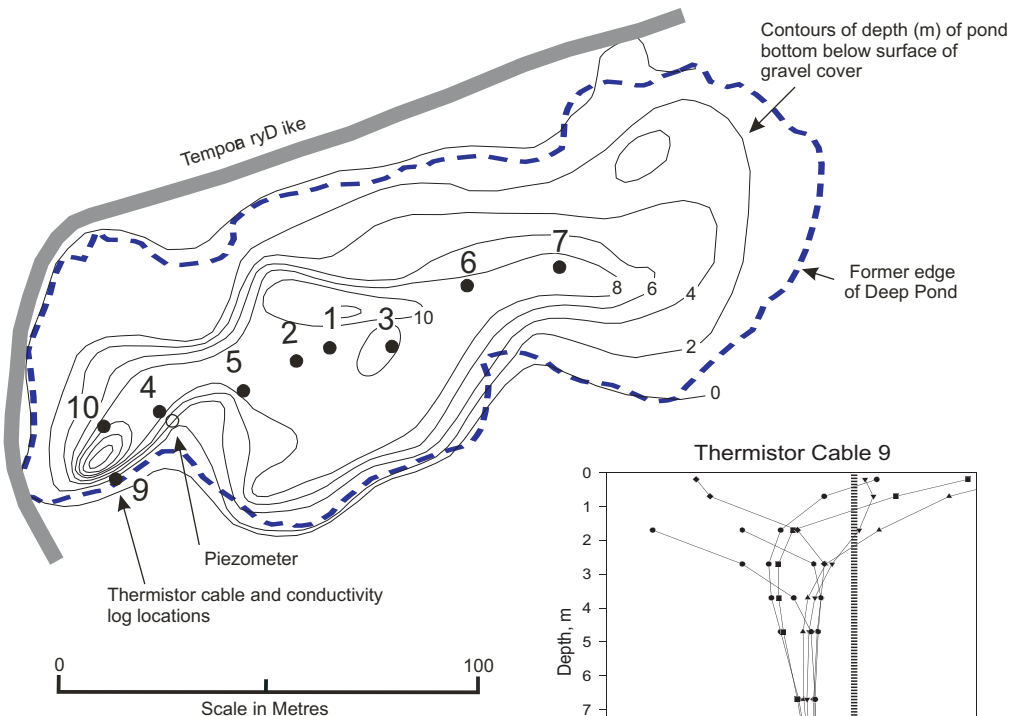 Contours of depth (m) of pond
bottom below surface of
gravel cover
Tempoa ryD ike
7
6
8
6
4
Former edge
of Deep Pond
1
3
10
2
2
5
4
10
0
9
Piezometer
Thermistor cable and conductivity
log locations
0
100
Scale in Metres
Thermistor Cable 9
0
1
2
3
4
5
6
7
Depth, m